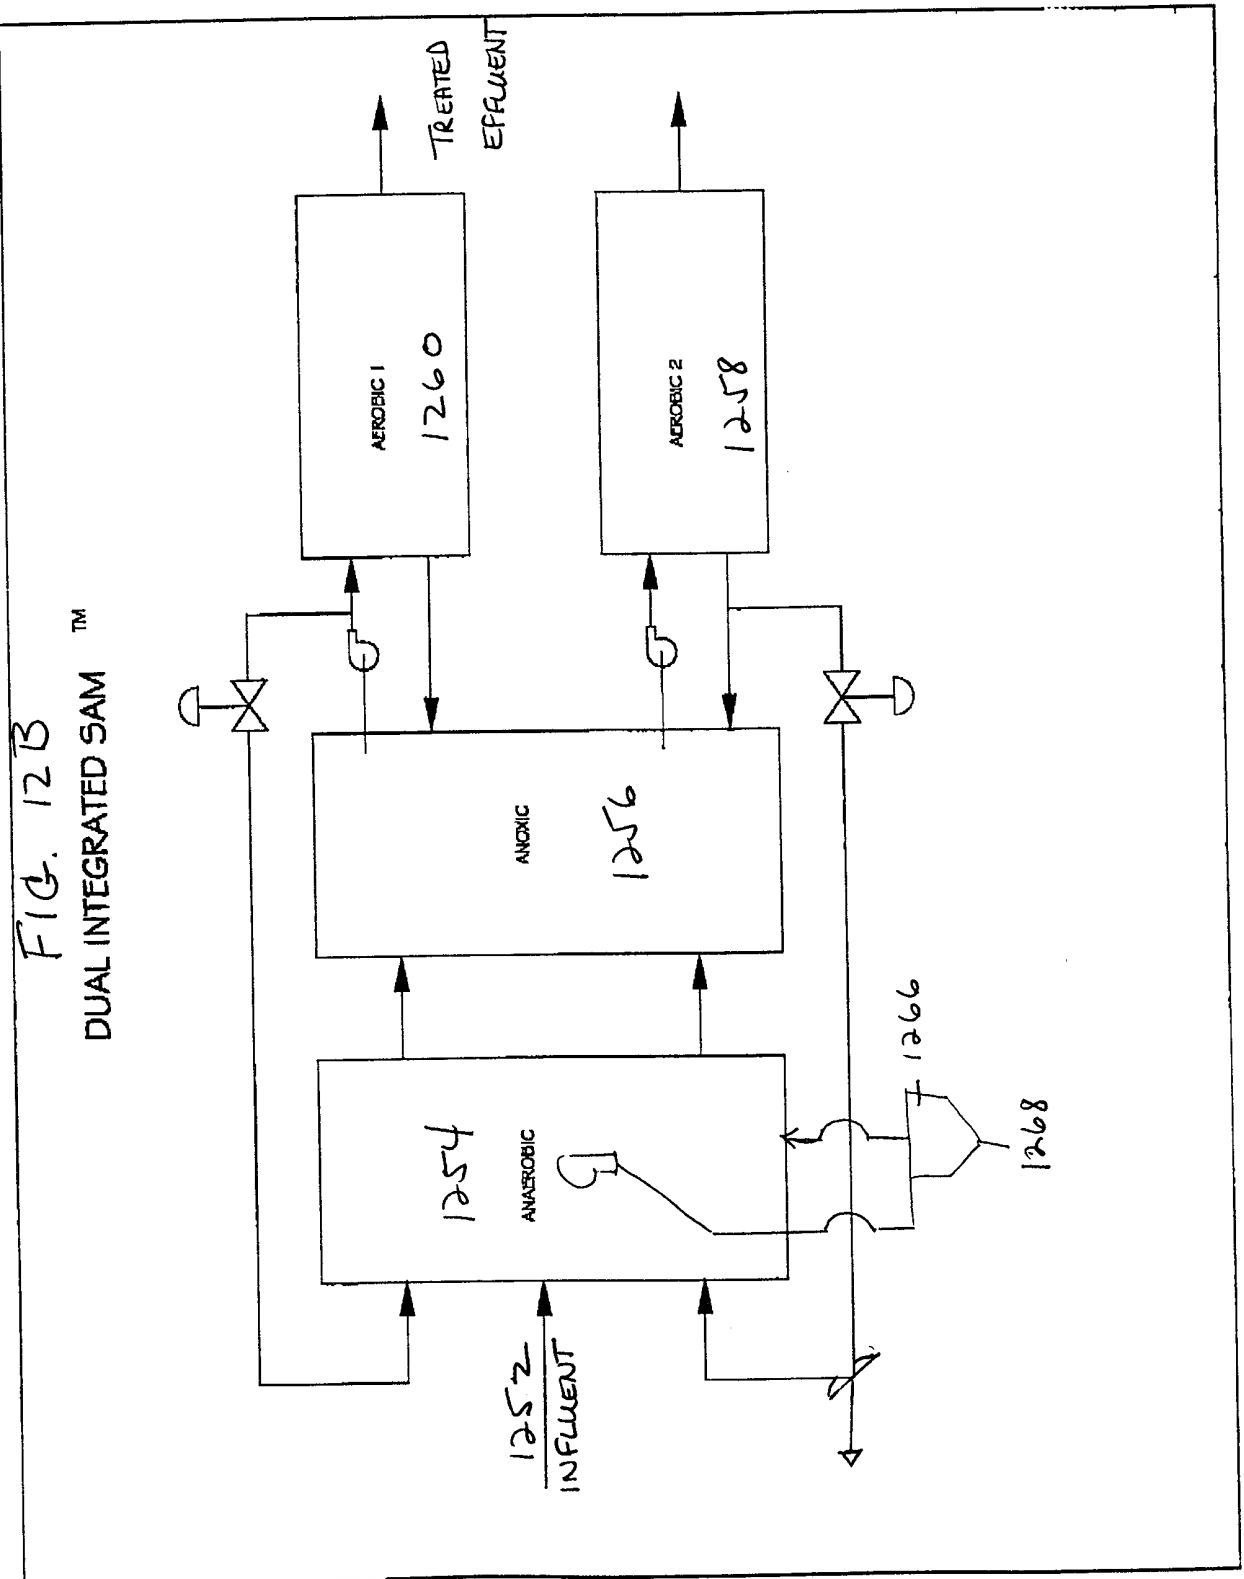 FIG. 12B
DUAL INTEGRATED SAM ™
1252
INFLUENT
1254
ANAEROBIC
ANOXIC
1256
AEROBIC 1
1260
AEROBIC 2
1258
TREATED
EFFLUENT
1266
1268